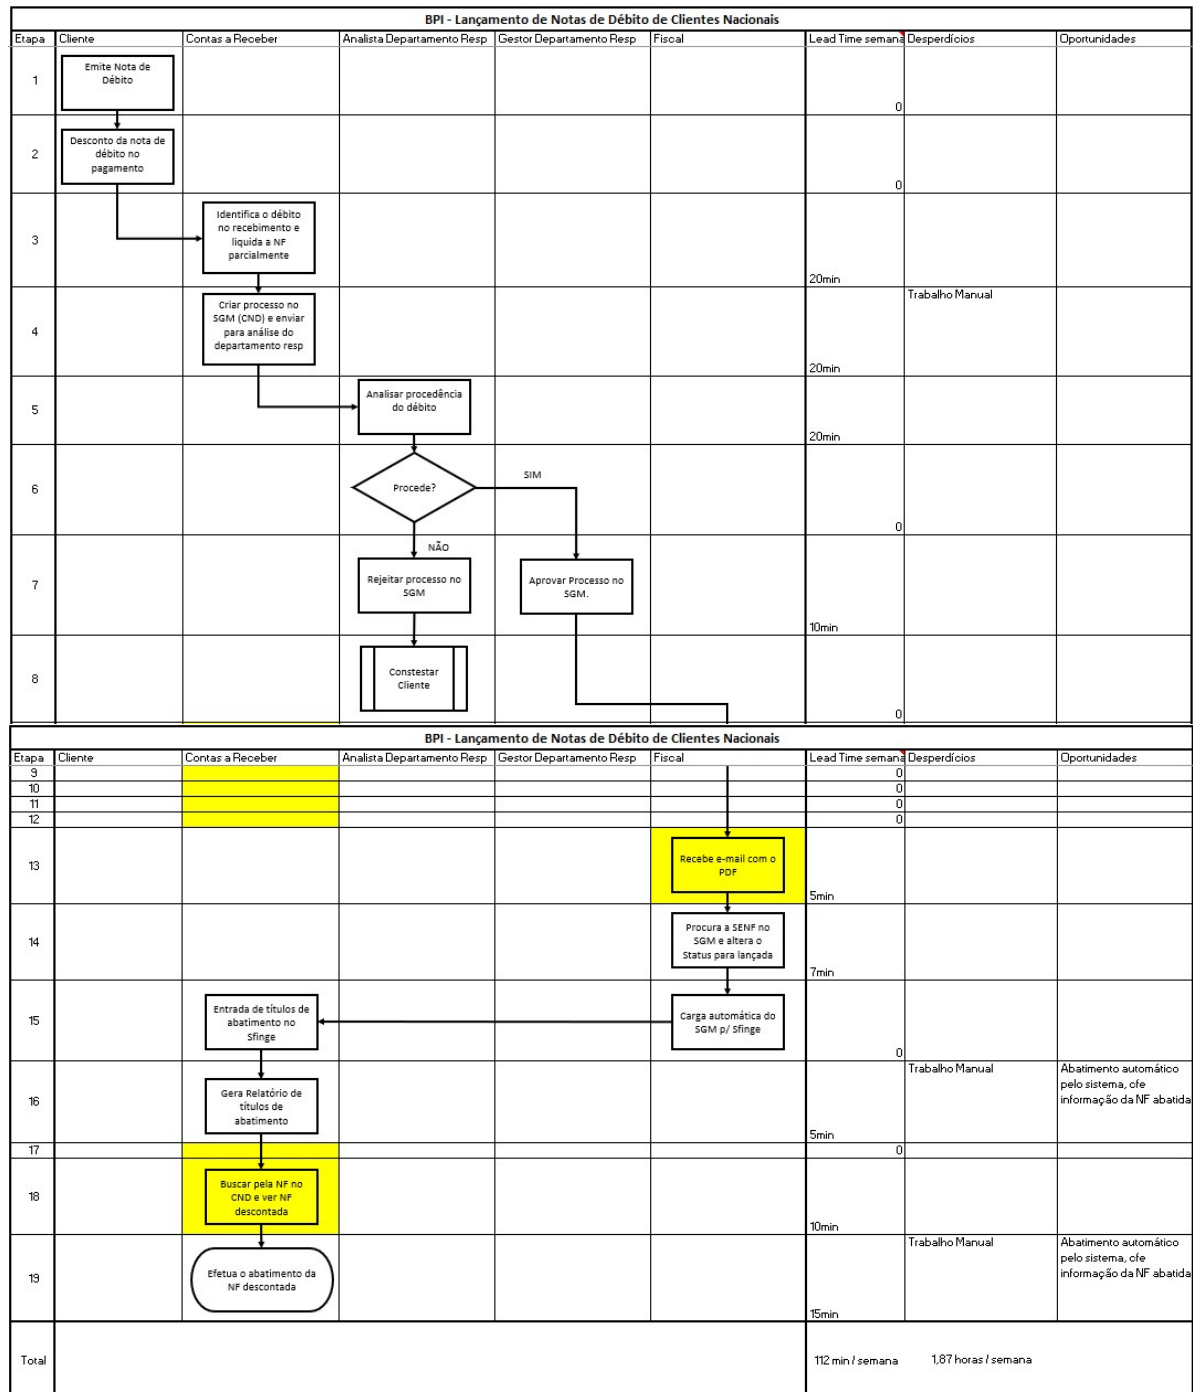 BPI - Lançamento de Notas de Débito de Clientes Nacionais
Etapa Cliente Contas a Receber Analista Departamento Resp Gestor Departamento Resp Fiscal Lead Time semana Desperdícios Oportunidades
1
Emite Nota de
Débito
0
2
Desconto da nota de
débito no
pagamento
0
3
Identifica o débito
no recebimento e
liquida a NF
parcialmente
20min
4
Criar processo no
SGM (CND) e enviar
para análise do
departamento resp
20min
Trabalho Manual
5
Analisar procedência
do débito
20min
6
Procede?
SIM
0
NÃO
7
Rejeitar processo no
SGM
Aprovar Processo no
SGM.
10min
8
Constestar
Cliente
0
BPI - Lançamento de Notas de Débito de Clientes Nacionais
Etapa Cliente Contas a Receber Analista Departamento Resp Gestor Departamento Resp Fiscal Lead Time semana Desperdícios Oportunidades
9 0
10 0
11 0
12 0
13
Recebe e-mail com o
PDF
5min
14
Procura a SENF no
SGM e altera o
Status para lançada
7min
15
Entrada de títulos de
abatimento no
Sfinge
Carga automática do
SGM p/ Sfinge
0
16
Gera Relatório de
títulos de
abatimento
5min
Trabalho Manual
Abatimento automático
pelo sistema, cfe
informação da NF abatida
17 0
18
Buscar pela NF no
CND e ver NF
descontada
10min
19
Efetua o abatimento da
NF descontada
15min
Trabalho Manual
Abatimento automático
pelo sistema, cfe
informação da NF abatida
Total 112 min / semana 1,87 horas / semana